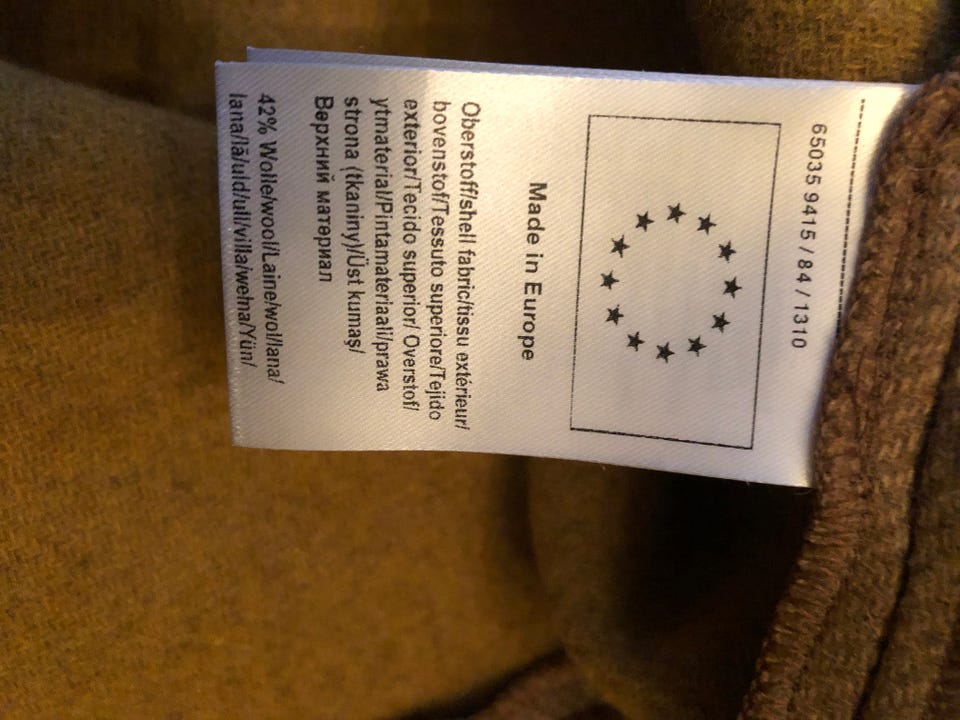 65035 9415 / 84 / 1310
Made in Europe
Oberstoff/shell fabric/tissu extérieur/
bovenstof/Tessuto superiore/Tejido
exterior/Tecido superior/ Overstof/
ytmaterial/Pintamateriaali/prawa
strona (tkaniny)/Üst kumaş/
Верхний материал
42% Wolle/wool/Laine/wol/lana/
lana/lã/uld/ull/villa/wełna/Yün/